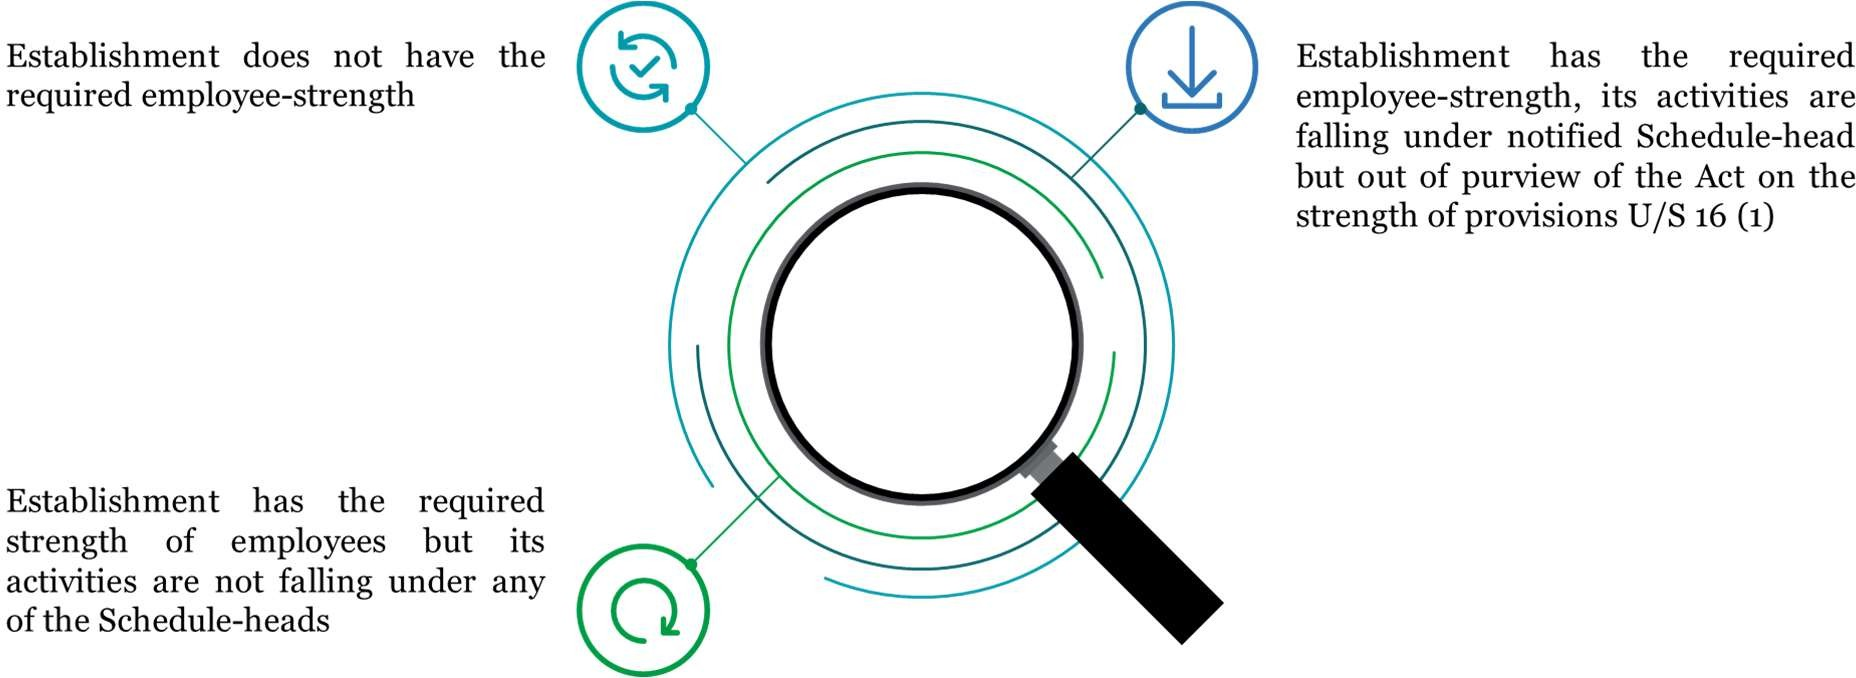 Establishment does not have the
required employee-strength
Establishment has the required
employee-strength, its activities are
falling under notified Schedule-head
but out of purview of the Act on the
strength of provisions U/S 16 (1)
Establishment has the required
strength of employees but its
activities are not falling under any
of the Schedule-heads